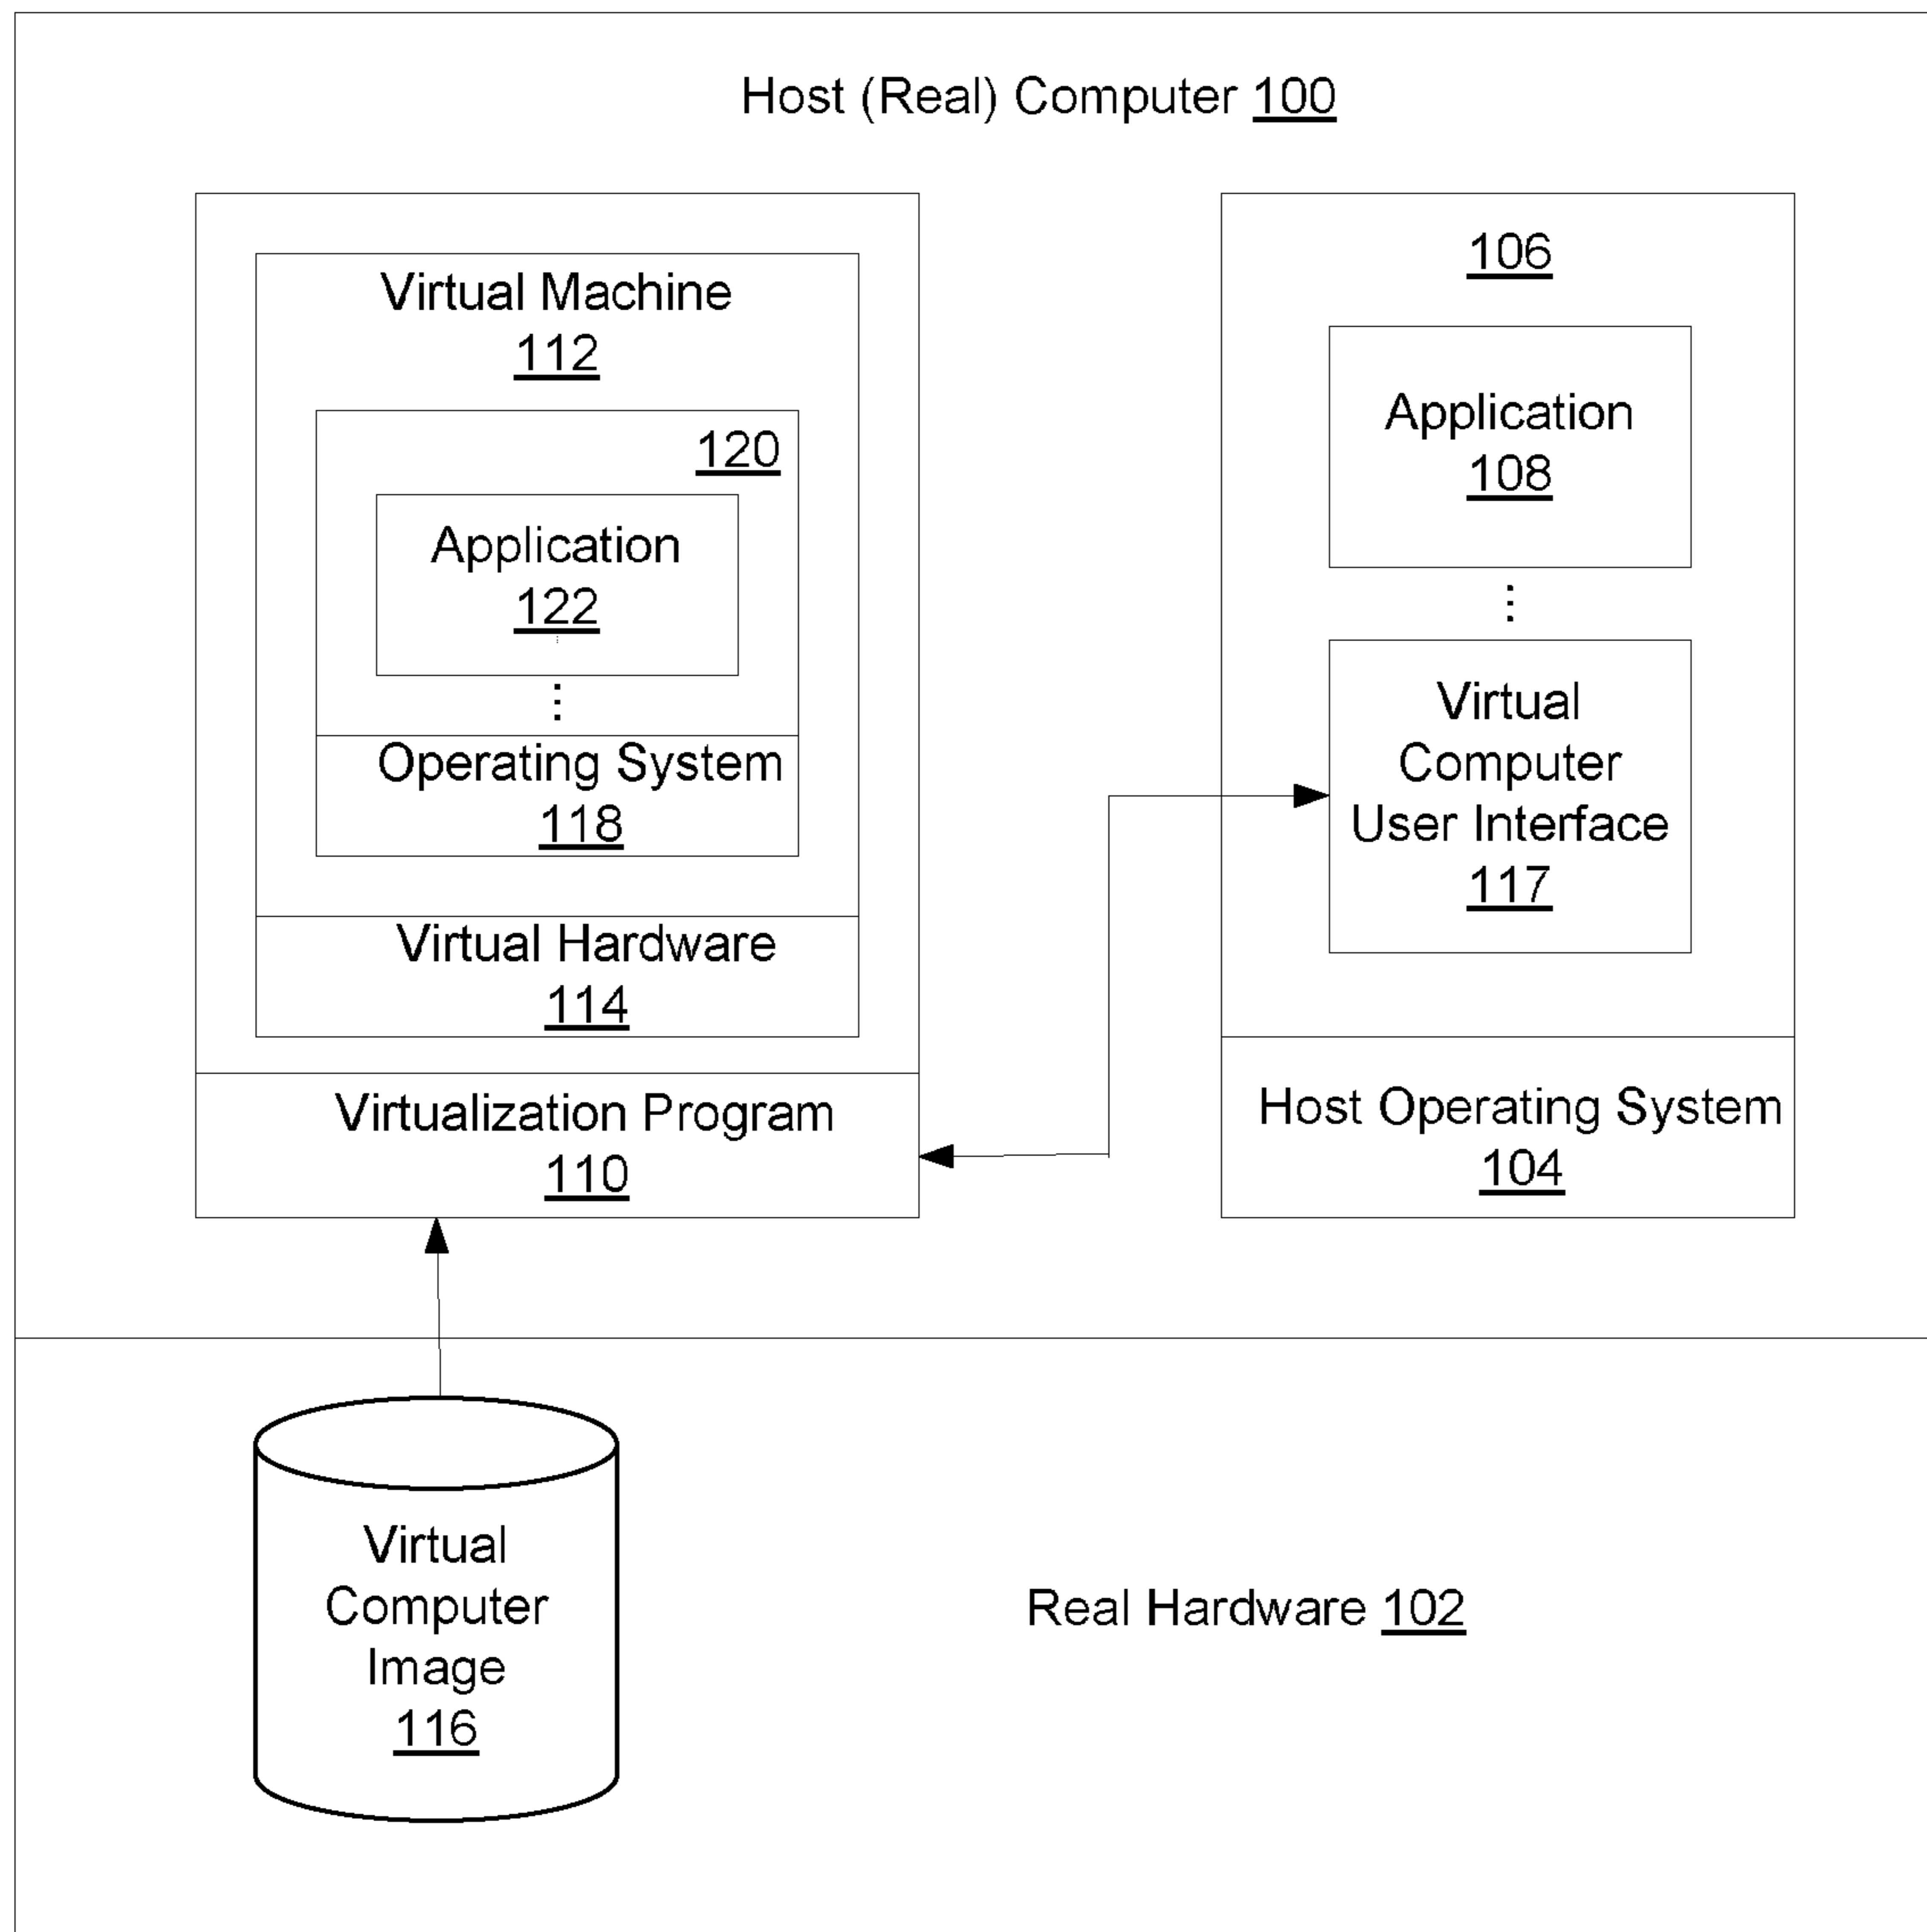 Host (Real) Computer 100
Virtual Machine
112
120
Application
122
Operating System
118
Virtual Hardware
114
Virtualization Program
110
106
Application
108
Virtual
Computer
User Interface
117
Host Operating System
104
Virtual
Computer
Image
116
Real Hardware 102